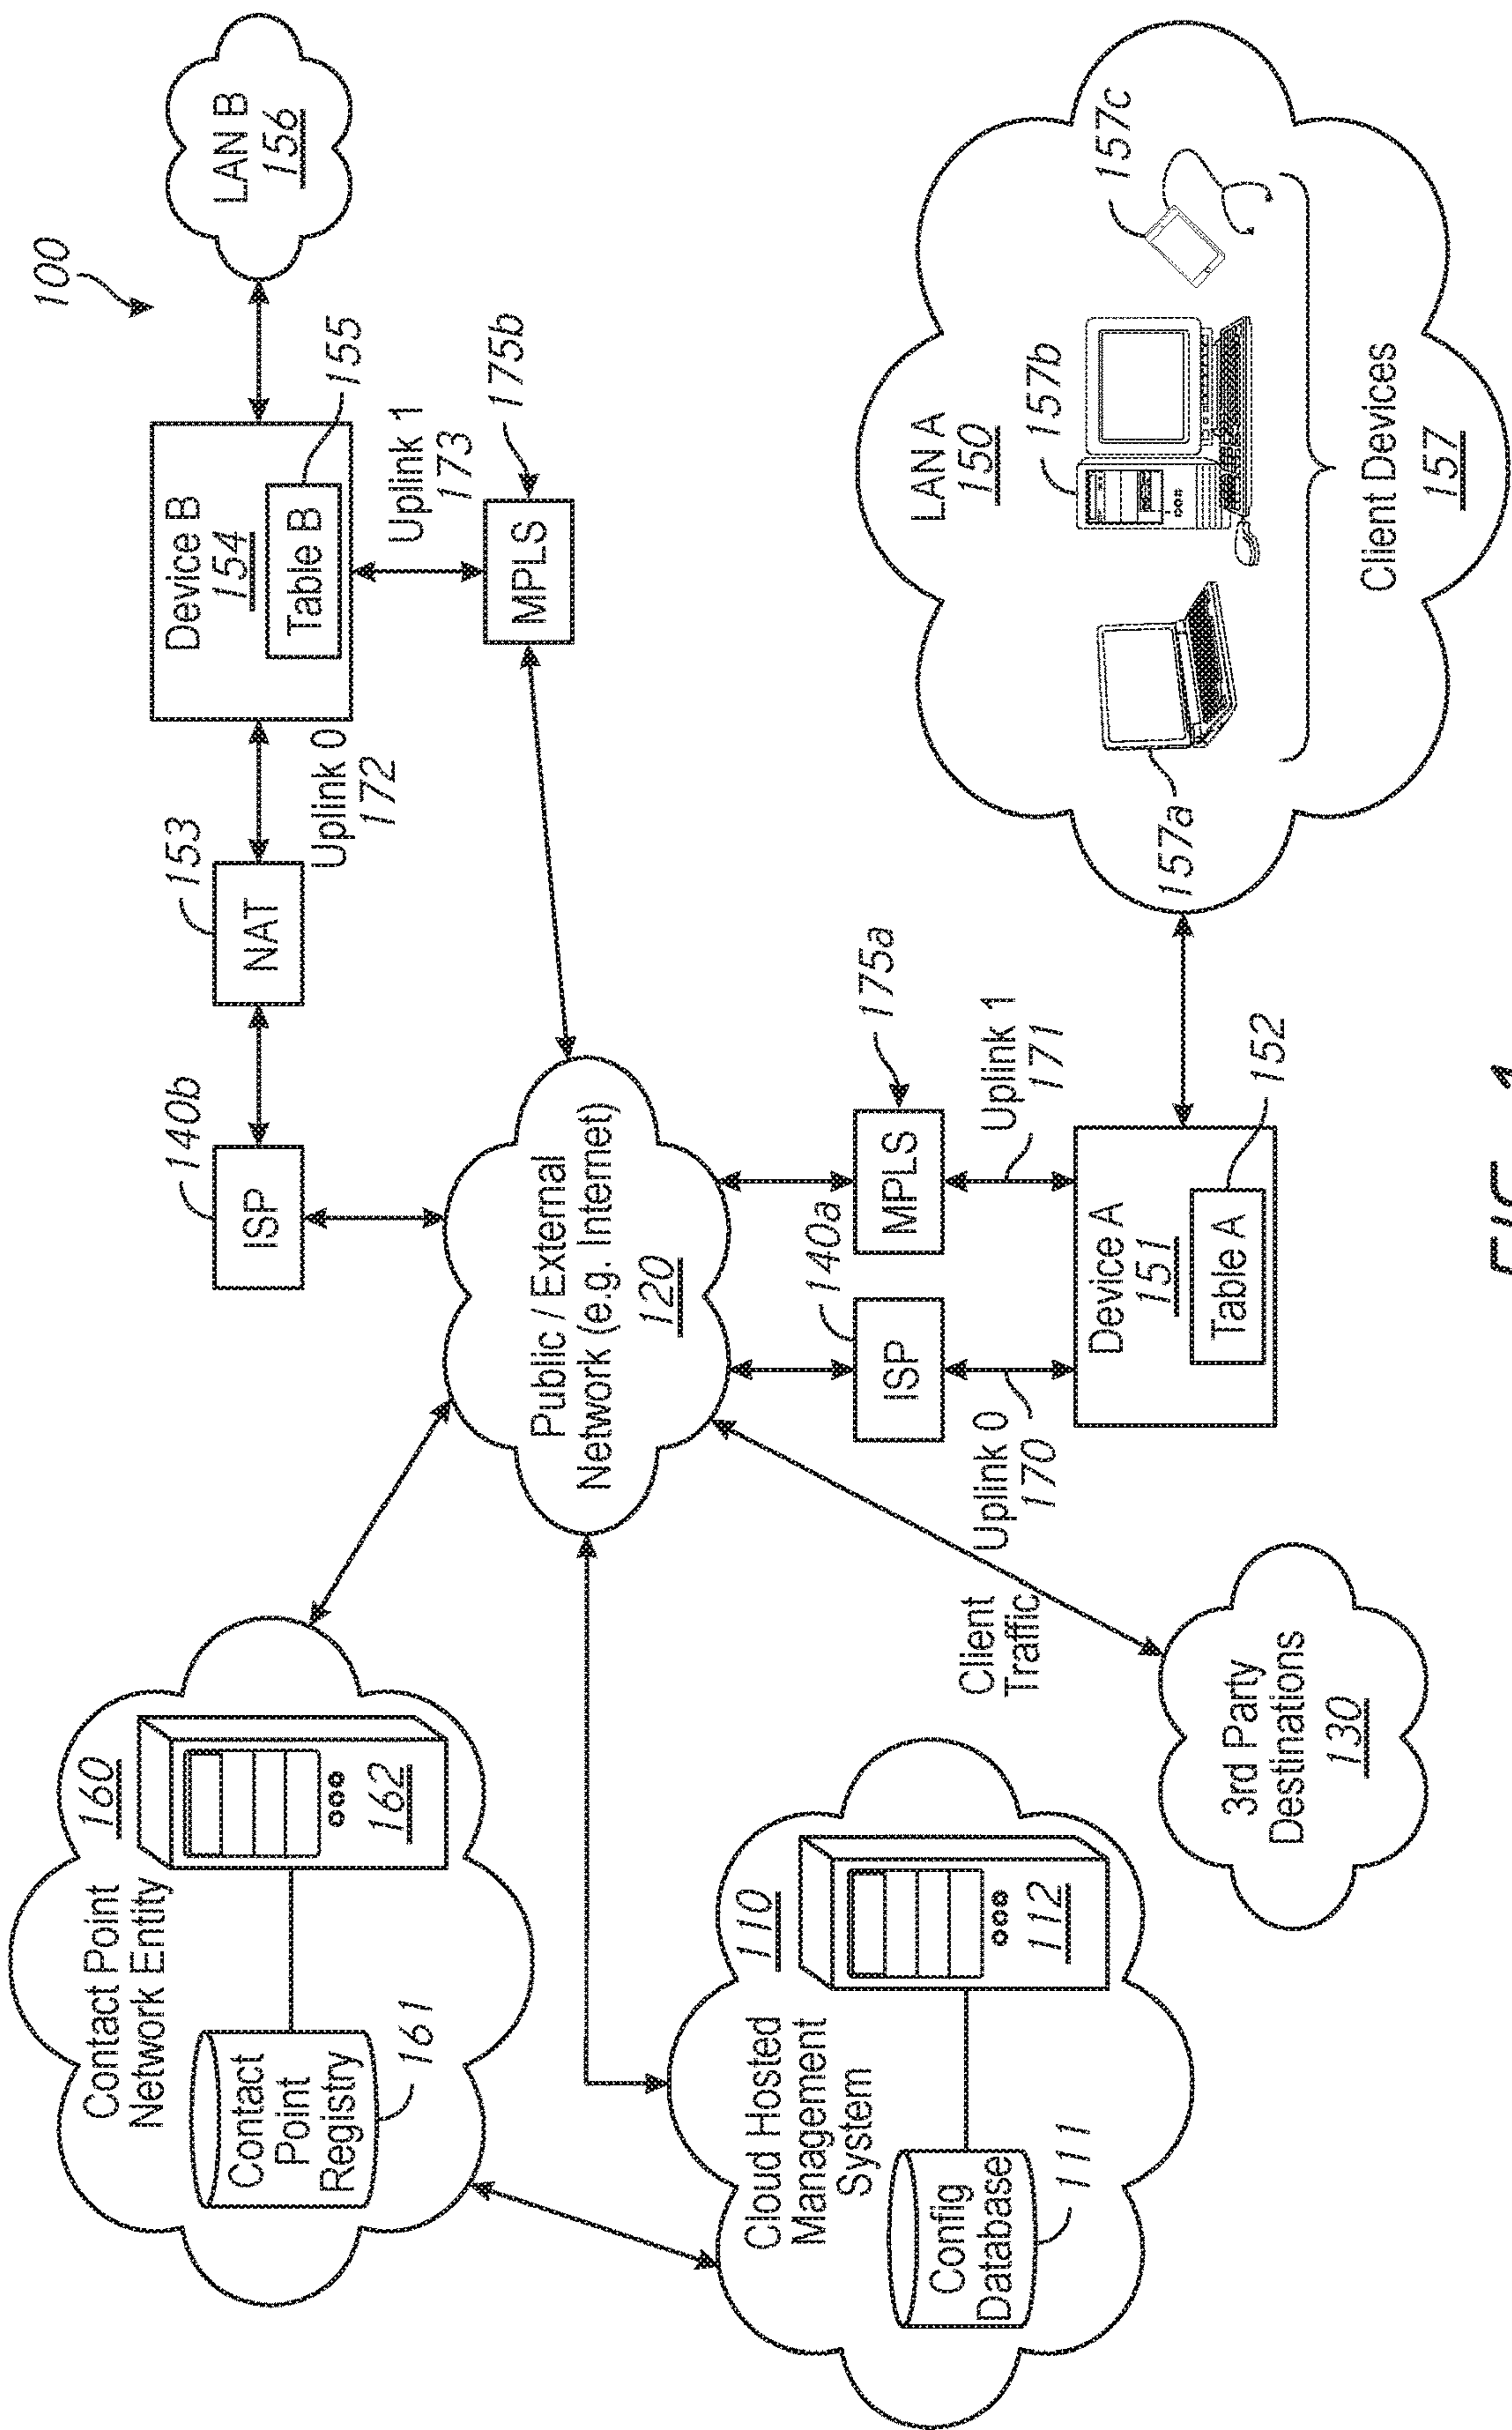 100
Contact Point
Network Entity
160
Contact
Point
Registry
161
162
ISP
140b
NAT
153
Uplink 0
172
Device B
154
Table B
155
LAN B
156
Uplink 1
173
MPLS
175b
Public / External
Network (e.g. Internet)
120
Cloud Hosted
Management
System
110
Config
Database
111
112
Client
Traffic
3rd Party
Destinations
130
ISP
140a
MPLS
175a
Uplink 0
170
Uplink 1
171
Device A
151
Table A
152
LAN A
150
157a
157b
157c
Client Devices
157
FIG. 1